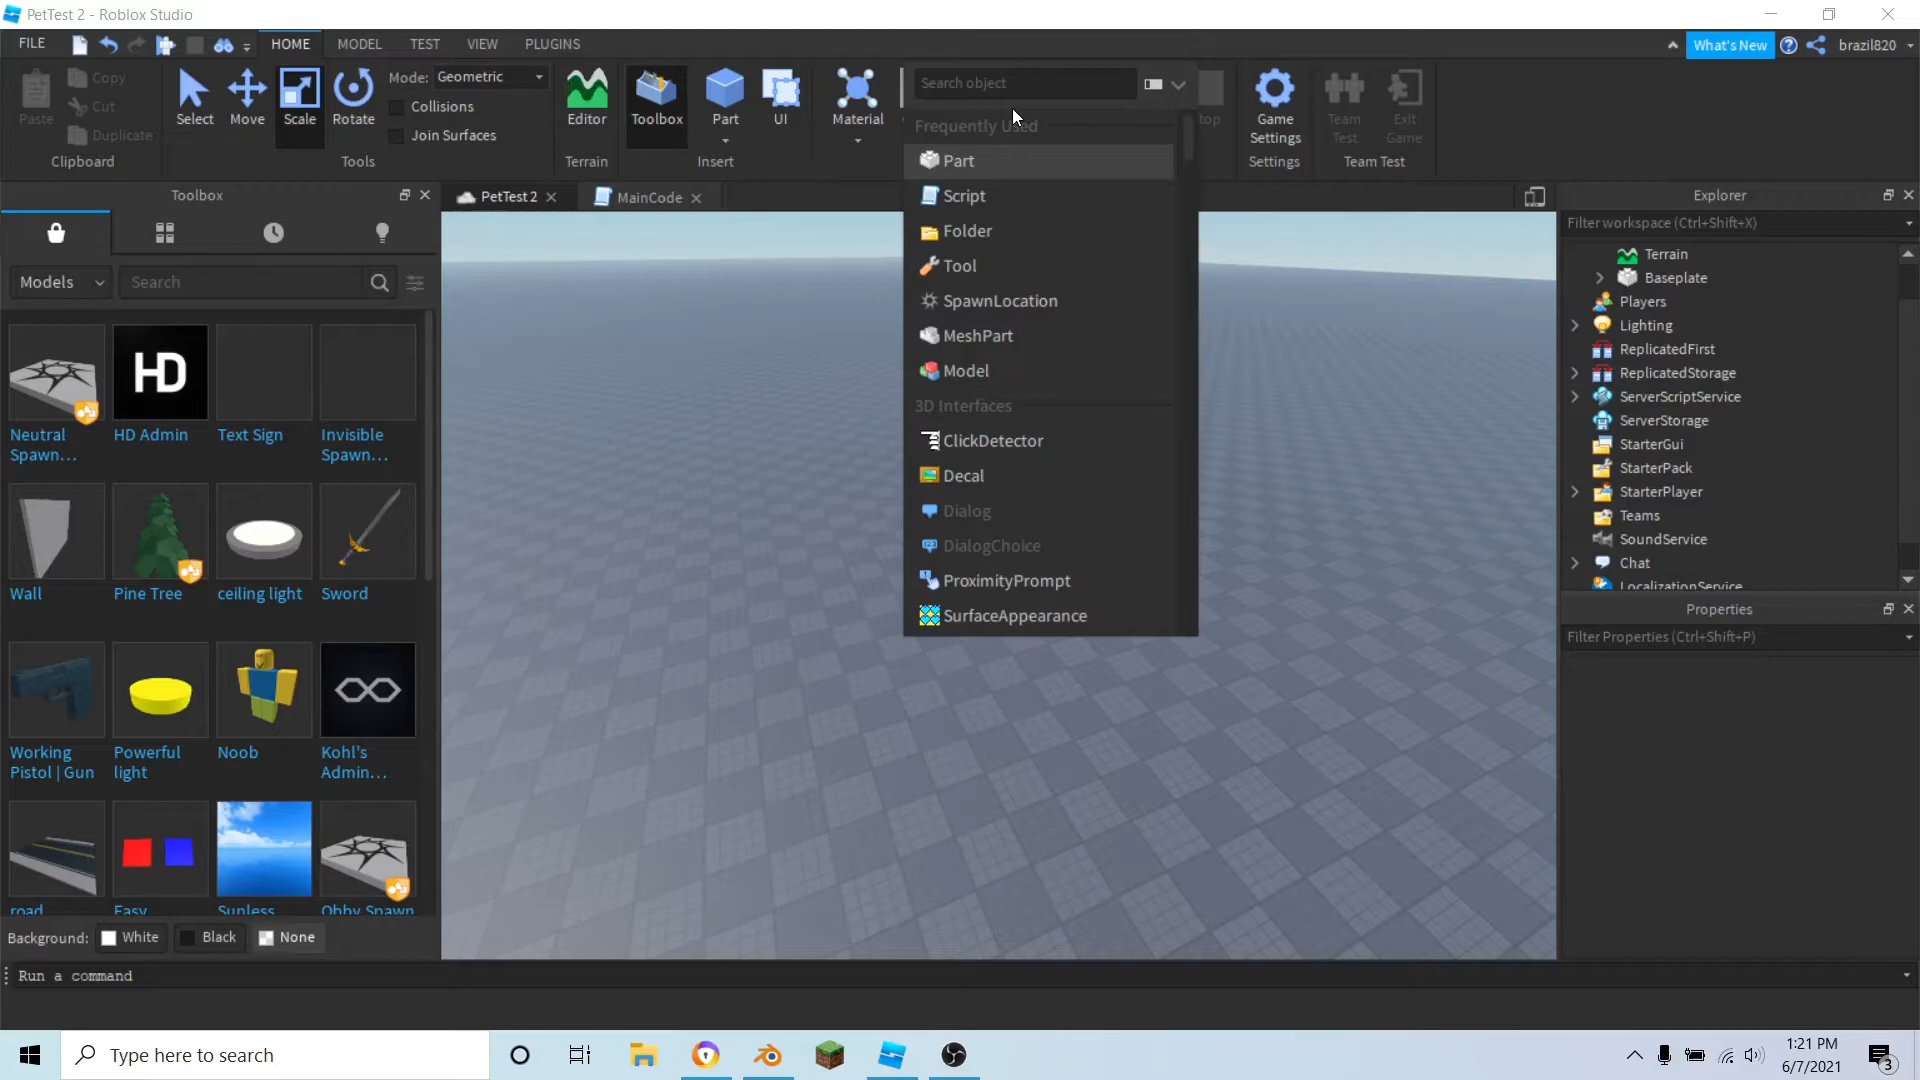 PetTest 2 - Roblox Studio
FILE
HOME
MODEL
TEST
VIEW
PLUGINS
What's New
brazil820
Paste
Copy
Cut
Duplicate
Clipboard
Select
Move
Scale
Rotate
Mode: Geometric
Collisions
Join Surfaces
Tools
Editor
Terrain
Toolbox
Part
UI
Insert
Material
Search object
Frequently Used
Part
Script
Folder
Tool
SpawnLocation
MeshPart
Model
3D Interfaces
ClickDetector
Decal
Dialog
DialogChoice
ProximityPrompt
SurfaceAppearance
top
Game
Settings
Settings
Team
Test
Exit
Game
Team Test
Toolbox
Models
Search
Neutral
Spawn...
HD
HD Admin
Text Sign
Invisible
Spawn...
Wall
Pine Tree
ceiling light
Sword
Working
Pistol | Gun
Powerful
light
Noob
Kohl's
Admin...
road
Easy
Sunless
Obby Spawn
Background: White Black None
Run a command
PetTest 2
MainCode
Explorer
Filter workspace (Ctrl+Shift+X)
Terrain
Baseplate
Players
Lighting
ReplicatedFirst
ReplicatedStorage
ServerScriptService
ServerStorage
StarterGui
StarterPack
StarterPlayer
Teams
SoundService
Chat
LocalizationService
Properties
Filter Properties (Ctrl+Shift+P)
Type here to search
1:21 PM
6/7/2021
3